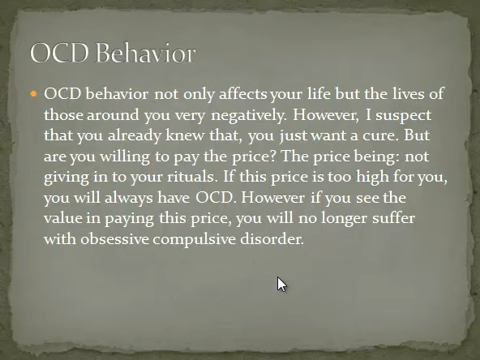 OCD Behavior
OCD behavior not only affects your life but the lives of
those around you very negatively. However, I suspect
that you already knew that, you just want a cure. But
are you willing to pay the price? The price being: not
giving in to your rituals. If this price is too high for you,
you will always have OCD. However if you see the
value in paying this price, you will no longer suffer
with obsessive compulsive disorder.